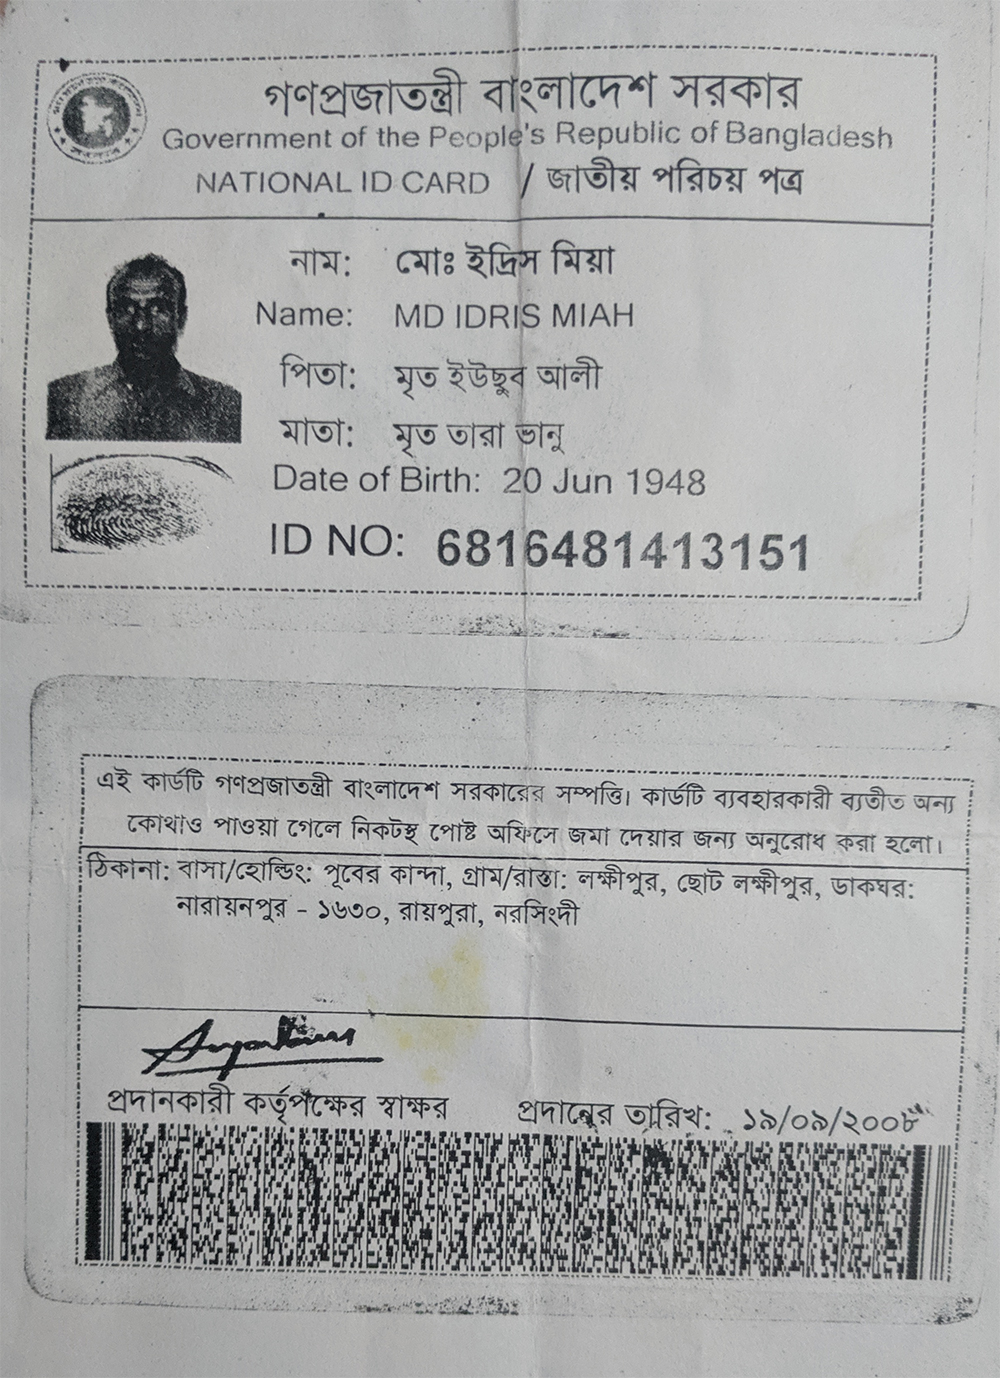 গণপ্রজাতন্ত্রী বাংলাদেশ সরকার
Government of the People's Republic of Bangladesh
NATIONAL ID CARD / জাতীয় পরিচয় পত্র
নাম: মোঃ ইদ্রিস মিয়া
Name: MD IDRIS MIAH
পিতা: মৃত ইউছুব আলী
মাতা: মৃত তারা ভানু
Date of Birth: 20 Jun 1948
ID NO: 6816481413151
এই কার্ডটি গণপ্রজাতন্ত্রী বাংলাদেশ সরকারের সম্পত্তি। কার্ডটি ব্যবহারকারী ব্যতীত অন্য
কোথাও পাওয়া গেলে নিকটস্থ পোষ্ট অফিসে জমা দেয়ার জন্য অনুরোধ করা হলো।
ঠিকানা: বাসা/হোল্ডিং: পূবের কান্দা, গ্রাম/রাস্তা: লক্ষীপুর, ছোট লক্ষীপুর, ডাকঘর:
নারায়নপুর - ১৬৩০, রায়পুরা, নরসিংদী
প্রদানকারী কর্তৃপক্ষের স্বাক্ষর প্রদানের তারিখ: ১৯/০৯/২০০৮